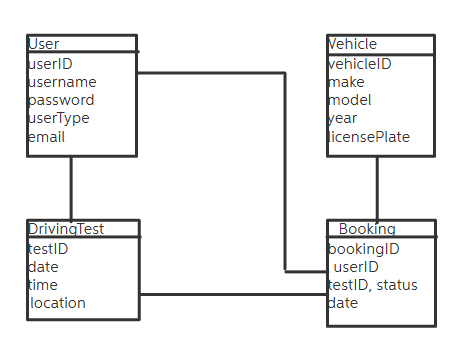 User
userID
username
password
userType
email
Vehicle
vehicleID
make
model
year
licensePlate
DrivingTest
testID
date
time
location
Booking
bookingID
userID
testID, status
date